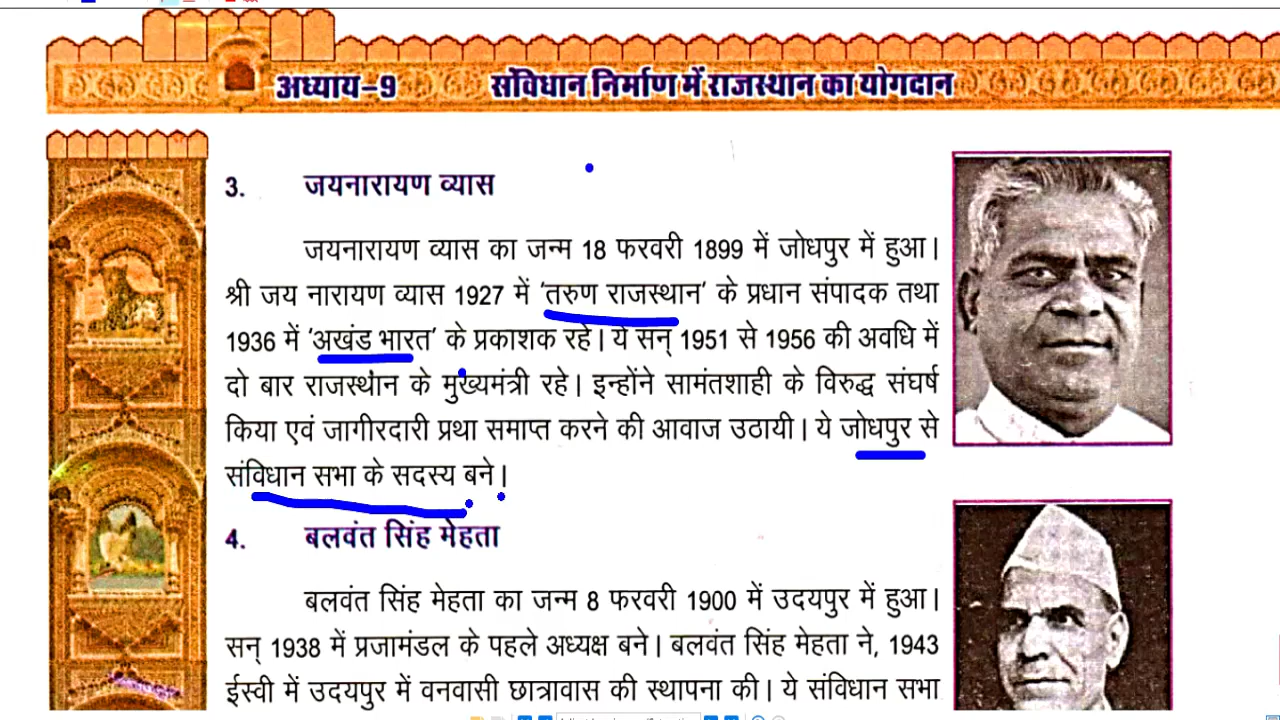 अध्याय–9
संविधान निर्माण में राजस्थान का योगदान
3. जयनारायण व्यास
जयनारायण व्यास का जन्म 18 फरवरी 1899 में जोधपुर में हुआ।
श्री जय नारायण व्यास 1927 में ‘तरुण राजस्थान’ के प्रधान संपादक तथा
1936 में ‘अखंड भारत’ के प्रकाशक रहे। ये सन् 1951 से 1956 की अवधि में
दो बार राजस्थान के मुख्यमंत्री रहे। इन्होंने सामंतशाही के विरुद्ध संघर्ष
किया एवं जागीरदारी प्रथा समाप्त करने की आवाज उठायी। ये जोधपुर से
संविधान सभा के सदस्य बने।
4. बलवंत सिंह मेहता
बलवंत सिंह मेहता का जन्म 8 फरवरी 1900 में उदयपुर में हुआ।
सन् 1938 में प्रजामंडल के पहले अध्यक्ष बने। बलवंत सिंह मेहता ने, 1943
ईस्वी में उदयपुर में वनवासी छात्रावास की स्थापना की। ये संविधान सभा